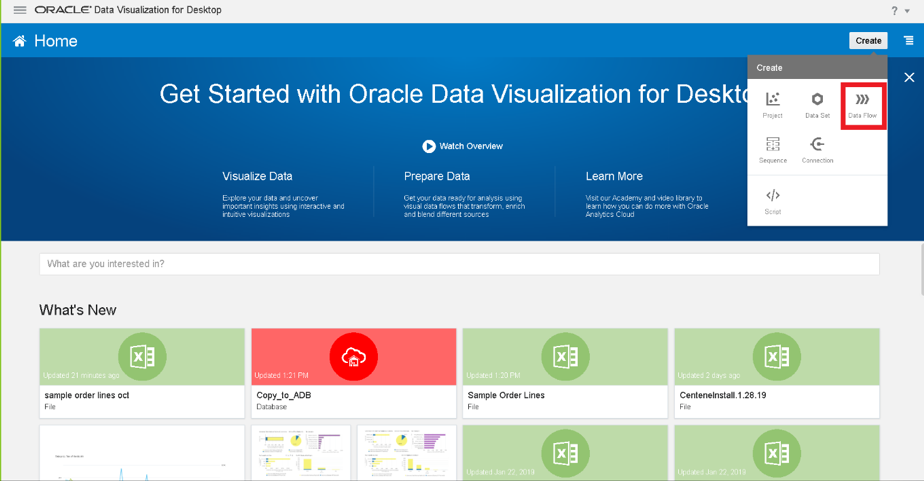 ORACLE® Data Visualization for Desktop
?
Home
Create
Create
Project
Data Set
Data Flow
Sequence
Connection
Script
Get Started with Oracle Data Visualization for Deskto
Watch Overview
Visualize Data
Explore your data and uncover
important insights using interactive and
intuitive visualizations
Prepare Data
Get your data ready for analysis using
visual data flows that transform, enrich
and blend different sources
Learn More
Visit our Academy and video library to
learn how you can do more with Oracle
Analytics Cloud
What are you interested in?
What's New
Updated 21 minutes ago
sample order lines oct
File
Updated 1:21 PM
Copy_to_ADB
Database
Updated 1:20 PM
Sample Order Lines
File
Updated 2 days ago
CenteneInstall.1.28.19
File
Updated Jan 22, 2019
Updated Jan 23, 2019